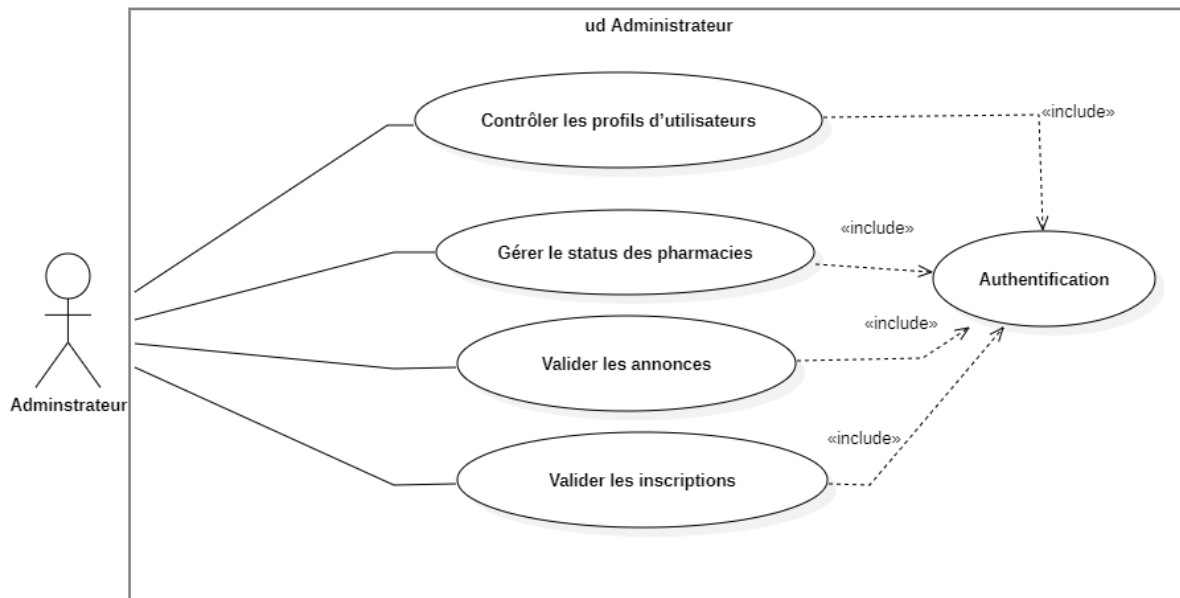 ud Administrateur
Contrôler les profils d’utilisateurs
«include»
Gérer le status des pharmacies
«include»
Authentification
Adminstrateur
Valider les annonces
«include»
Valider les inscriptions
«include»